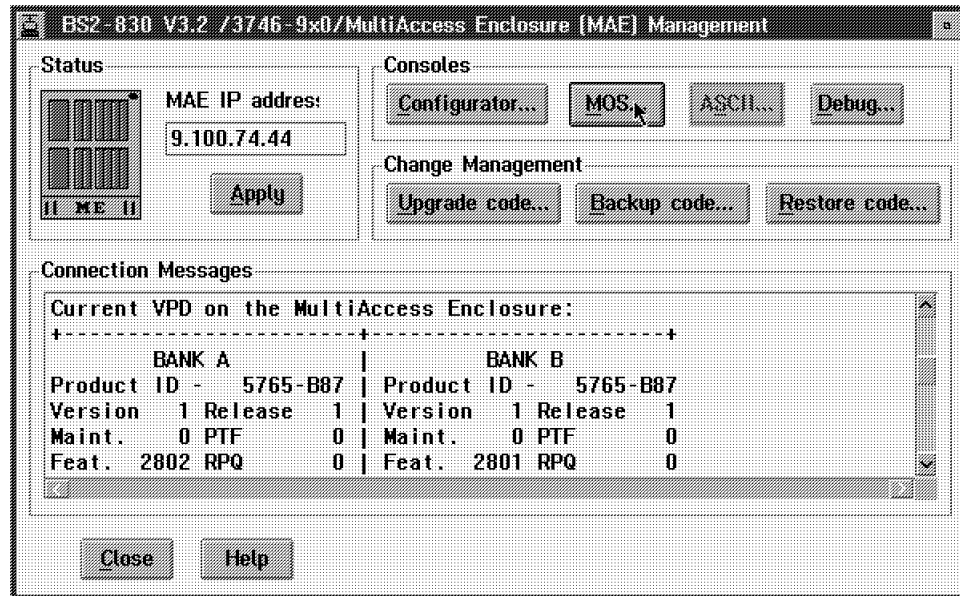 BS2-830 V3.2 /3746-9x0/MultiAccess Enclosure (MAE) Management
Status
MAE IP address
9.100.74.44
Apply
|| ME ||
Consoles
Configurator... MOS... ASCII... Debug...
Change Management
Upgrade code... Backup code... Restore code...
Connection Messages
Current VPD on the MultiAccess Enclosure:
+------------------------+------------------------+
BANK A | BANK B
Product ID - 5765-B87 | Product ID - 5765-B87
Version 1 Release 1 | Version 1 Release 1
Maint. 0 PTF 0 | Maint. 0 PTF 0
Feat. 2802 RPQ 0 | Feat. 2801 RPQ 0
Close Help